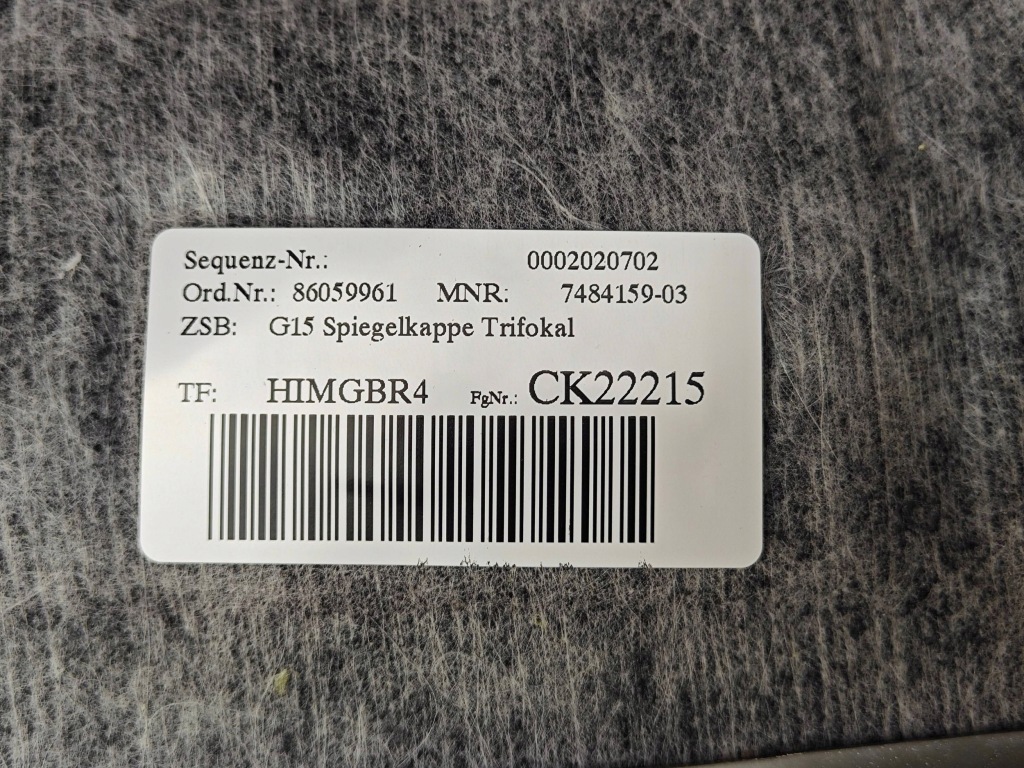 Sequenz-Nr.: 0002020702
Ord.Nr.: 86059961 MNR: 7484159-03
ZSB: G15 Spiegelkappe Trifokal
TF: HIMGBR4 FgNr.: CK22215